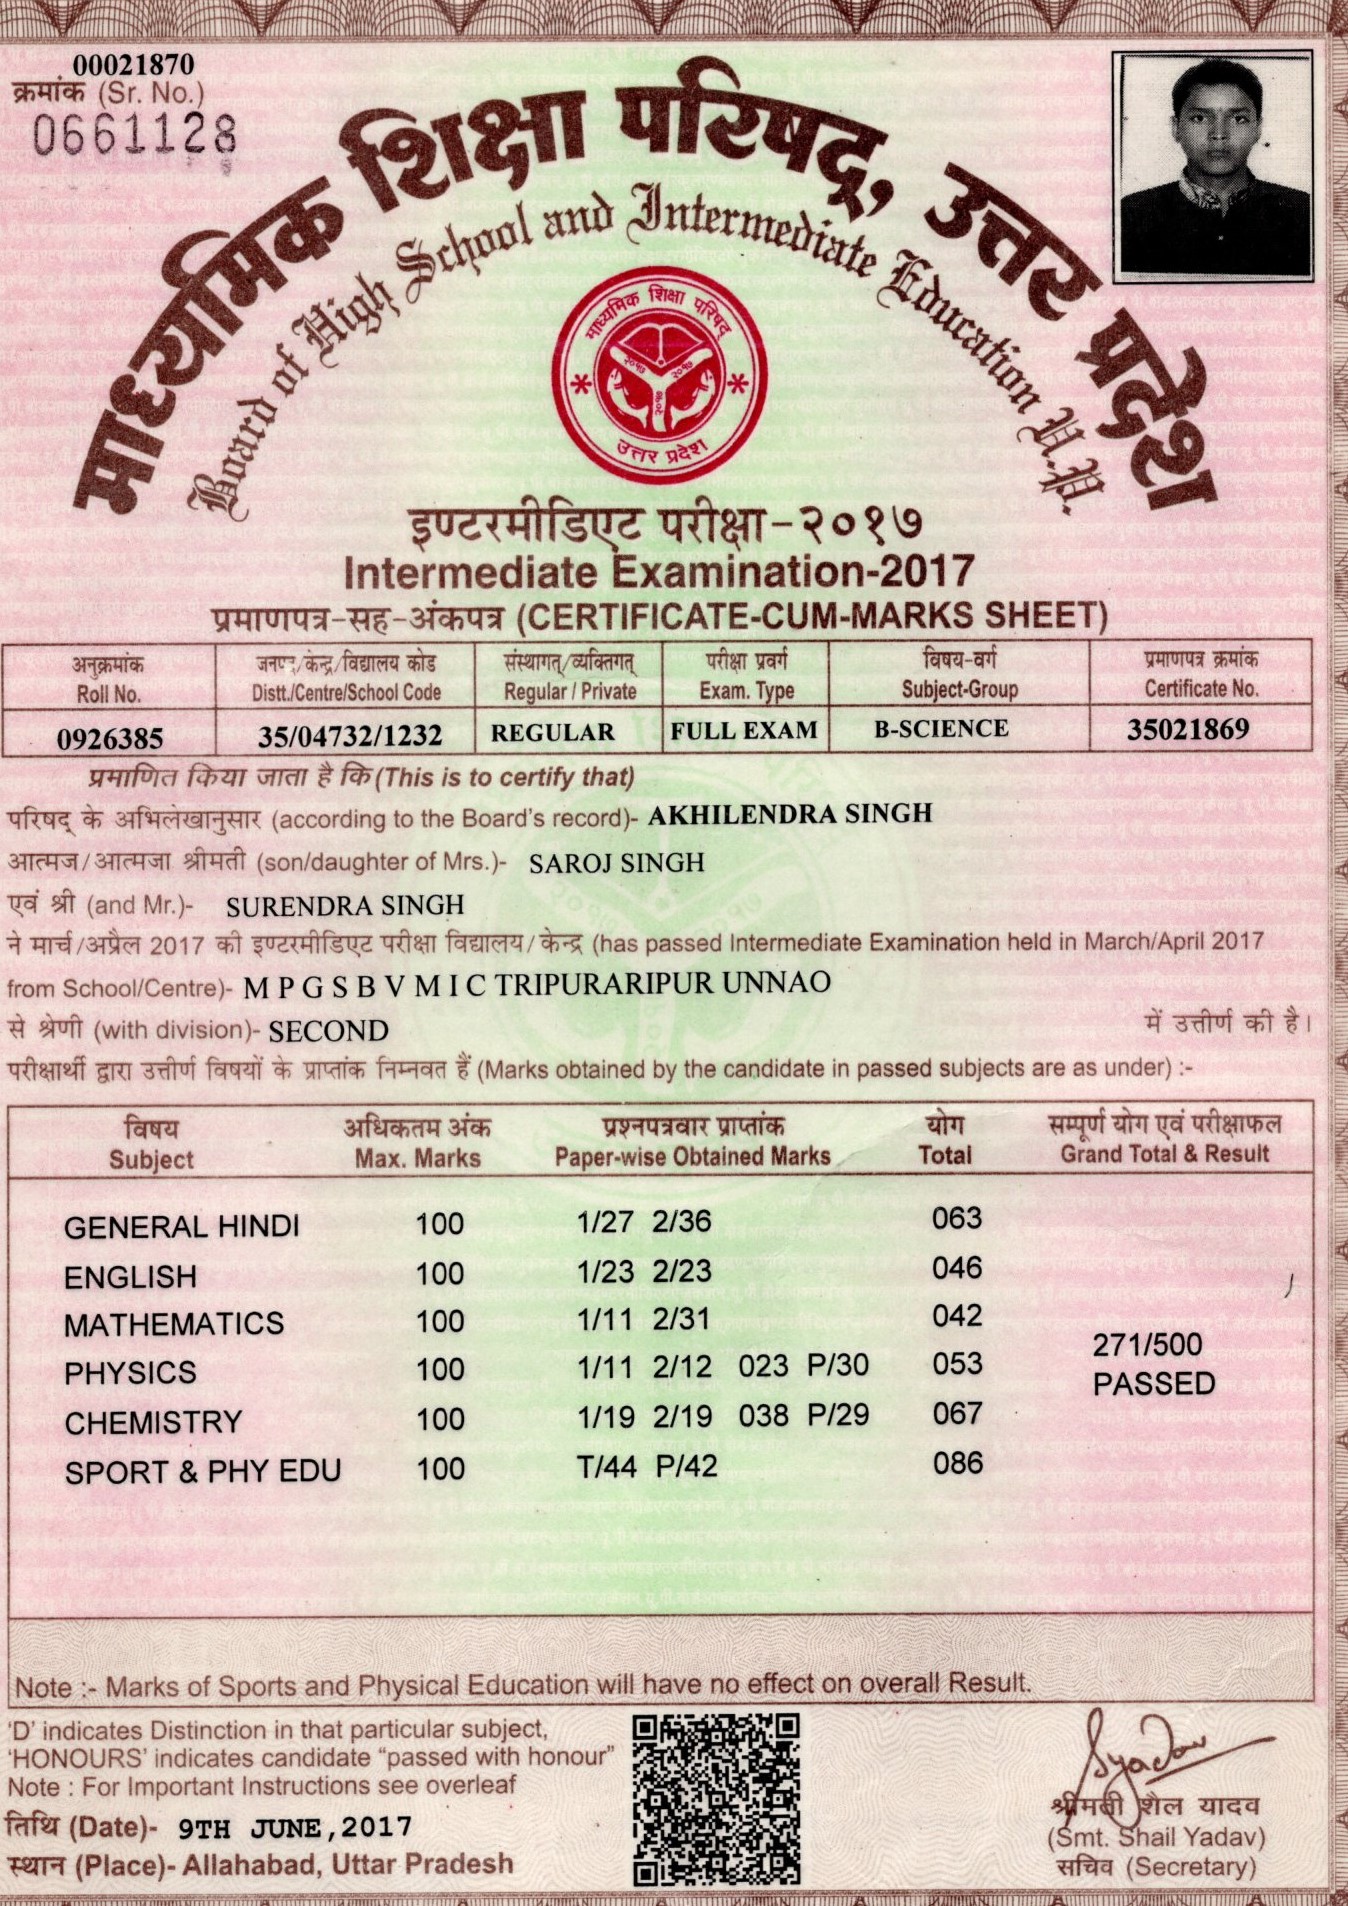 00021870
क्रमांक (Sr. No.)
0661128
माध्यमिक शिक्षा परिषद्, उत्तर प्रदेश
Board of High School and Intermediate Education U.P.
माध्यमिक शिक्षा परिषद्
२०१७ २०१७
२०१७
उत्तर प्रदेश
इण्टरमीडिएट परीक्षा-२०१७
Intermediate Examination-2017
प्रमाणपत्र-सह-अंकपत्र (CERTIFICATE-CUM-MARKS SHEET)
अनुक्रमांक जनपद/केन्द्र/विद्यालय कोड संस्थागत्/व्यक्तिगत् परीक्षा प्रवर्ग विषय-वर्ग प्रमाणपत्र क्रमांक
Roll No. Distt./Centre/School Code Regular / Private Exam. Type Subject-Group Certificate No.
0926385 35/04732/1232 REGULAR FULL EXAM B-SCIENCE 35021869
प्रमाणित किया जाता है कि (This is to certify that)
परिषद् के अभिलेखानुसार (according to the Board's record)- AKHILENDRA SINGH
आत्मज/आत्मजा श्रीमती (son/daughter of Mrs.)- SAROJ SINGH
एवं श्री (and Mr.)- SURENDRA SINGH
ने मार्च/अप्रैल 2017 की इण्टरमीडिएट परीक्षा विद्यालय/केन्द्र (has passed Intermediate Examination held in March/April 2017
from School/Centre)- M P G S B V M I C TRIPURARIPUR UNNAO
से श्रेणी (with division)- SECOND में उत्तीर्ण की है।
परीक्षार्थी द्वारा उत्तीर्ण विषयों के प्राप्तांक निम्नवत हैं (Marks obtained by the candidate in passed subjects are as under) :-
विषय अधिकतम अंक प्रश्नपत्रवार प्राप्तांक योग सम्पूर्ण योग एवं परीक्षाफल
Subject Max. Marks Paper-wise Obtained Marks Total Grand Total & Result
GENERAL HINDI 100 1/27 2/36 063
ENGLISH 100 1/23 2/23 046
MATHEMATICS 100 1/11 2/31 042
271/500
PHYSICS 100 1/11 2/12 023 P/30 053
PASSED
CHEMISTRY 100 1/19 2/19 038 P/29 067
SPORT & PHY EDU 100 T/44 P/42 086
Note :- Marks of Sports and Physical Education will have no effect on overall Result.
'D' indicates Distinction in that particular subject,
'HONOURS' indicates candidate "passed with honour"
Note : For Important Instructions see overleaf
तिथि (Date)- 9TH JUNE,2017
स्थान (Place)- Allahabad, Uttar Pradesh
Syadav
श्रीमती शैल यादव
(Smt. Shail Yadav)
सचिव (Secretary)